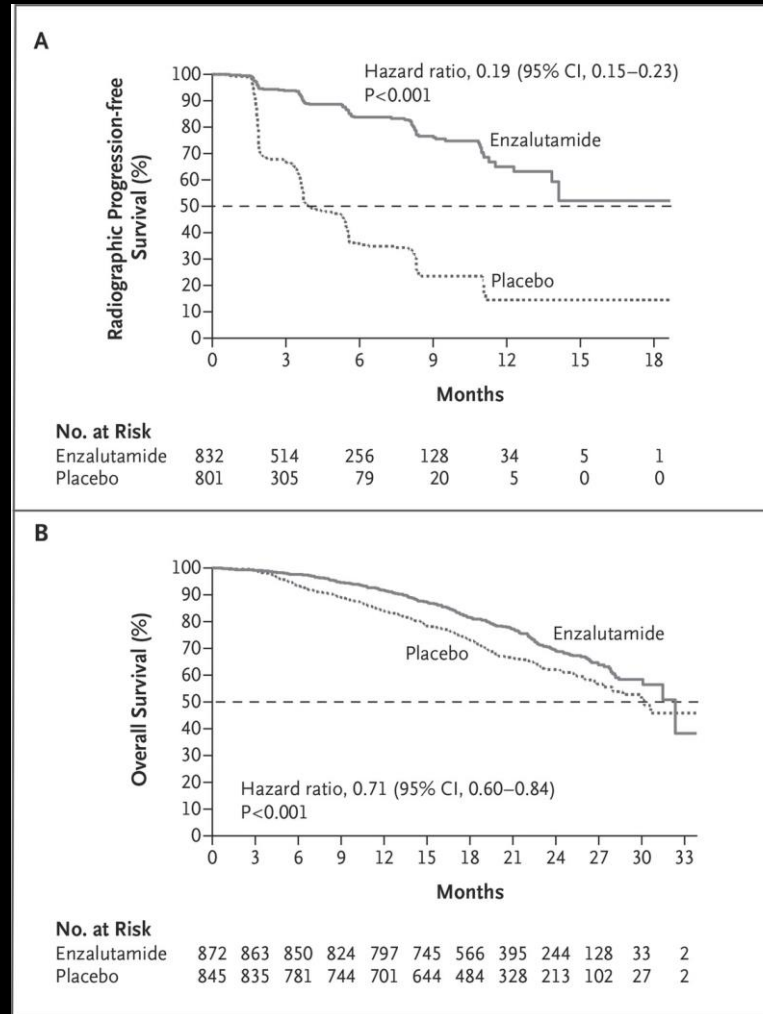 A
Hazard ratio, 0.19 (95% CI, 0.15–0.23)
P<0.001
Radiographic Progression-free
Survival (%)
100
90
80
70
60
50
40
30
20
10
0
Enzalutamide
Placebo
0 3 6 9 12 15 18
Months
No. at Risk
Enzalutamide 832 514 256 128 34 5 1
Placebo 801 305 79 20 5 0 0
B
Overall Survival (%)
100
90
80
70
60
50
40
30
20
10
0
Enzalutamide
Placebo
Hazard ratio, 0.71 (95% CI, 0.60–0.84)
P<0.001
0 3 6 9 12 15 18 21 24 27 30 33
Months
No. at Risk
Enzalutamide 872 863 850 824 797 745 566 395 244 128 33 2
Placebo 845 835 781 744 701 644 484 328 213 102 27 2